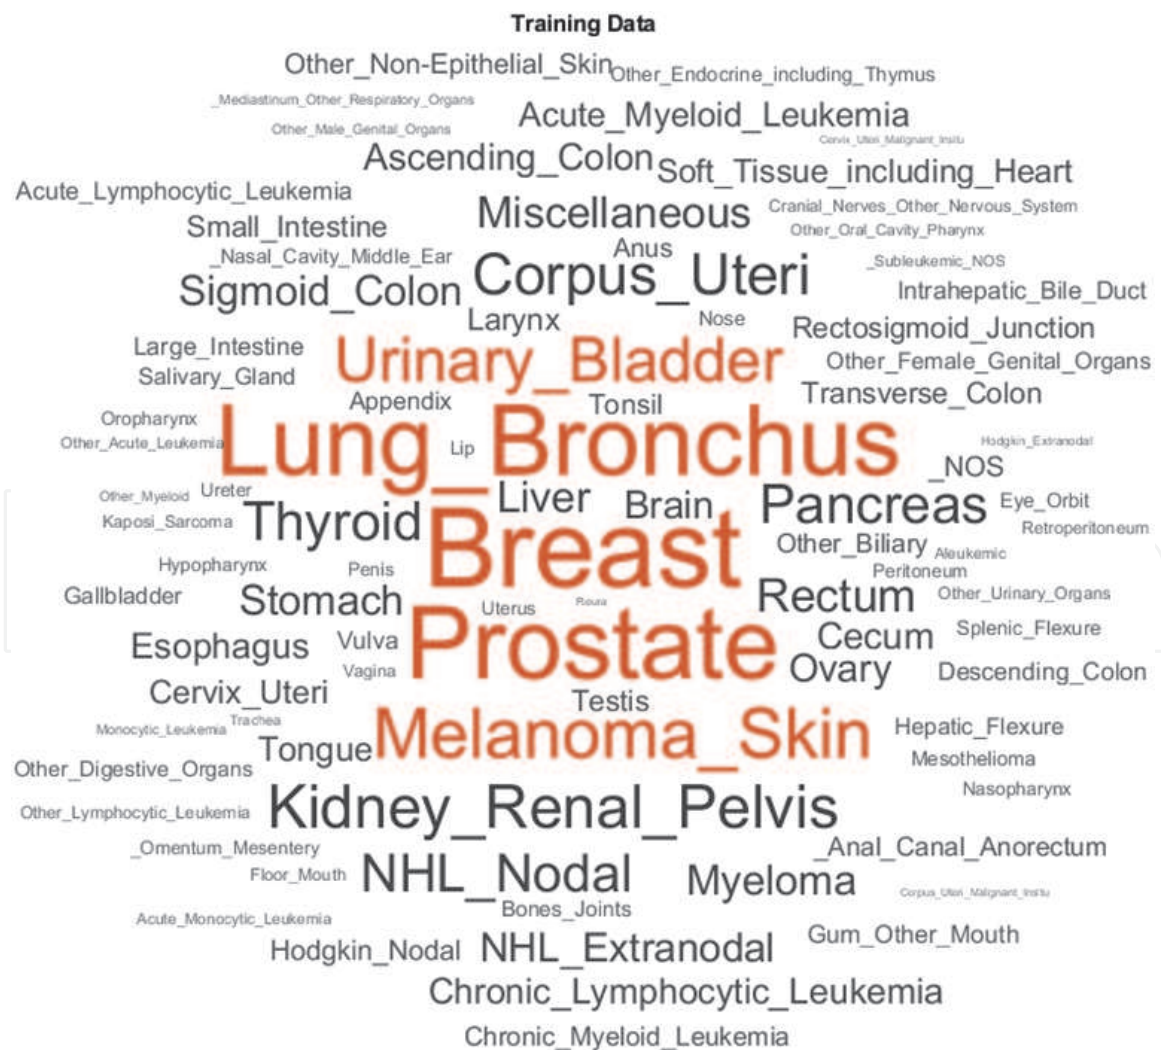 Training Data
Other_Non-Epithelial_Skin
Other_Endocrine_including_Thymus
_Mediastinum_Other_Respiratory_Organs
Acute_Myeloid_Leukemia
Other_Male_Genital_Organs
Cervix_Uteri_Malignant_Insitu
Ascending_Colon
Soft_Tissue_including_Heart
Acute_Lymphocytic_Leukemia
Miscellaneous
Cranial_Nerves_Other_Nervous_System
Small_Intestine
Other_Oral_Cavity_Pharynx
Anus
_Nasal_Cavity_Middle_Ear
Corpus_Uteri
_Subleukemic_NOS
Sigmoid_Colon
Intrahepatic_Bile_Duct
Larynx
Nose
Rectosigmoid_Junction
Large_Intestine
Urinary_Bladder
Other_Female_Genital_Organs
Salivary_Gland
Transverse_Colon
Appendix
Tonsil
Oropharynx
Lung_Bronchus
Other_Acute_Leukemia
Lip
Hodgkin_Extranodal
_NOS
Other_Myeloid
Ureter
Liver
Brain
Pancreas
Eye_Orbit
Kaposi_Sarcoma
Thyroid
Retroperitoneum
Breast
Other_Biliary
Aleukemic
Hypopharynx
Penis
Peritoneum
Gallbladder
Stomach
Uterus
Pleura
Rectum
Other_Urinary_Organs
Esophagus
Vulva
Prostate
Cecum
Splenic_Flexure
Vagina
Ovary
Descending_Colon
Cervix_Uteri
Testis
Monocytic_Leukemia
Trachea
Melanoma_Skin
Hepatic_Flexure
Tongue
Mesothelioma
Other_Digestive_Organs
Nasopharynx
Other_Lymphocytic_Leukemia
Kidney_Renal_Pelvis
_Omentum_Mesentery
_Anal_Canal_Anorectum
Floor_Mouth
NHL_Nodal
Myeloma
Corpus_Uteri_Malignant_Insitu
Acute_Monocytic_Leukemia
Bones_Joints
Hodgkin_Nodal
NHL_Extranodal
Gum_Other_Mouth
Chronic_Lymphocytic_Leukemia
Chronic_Myeloid_Leukemia